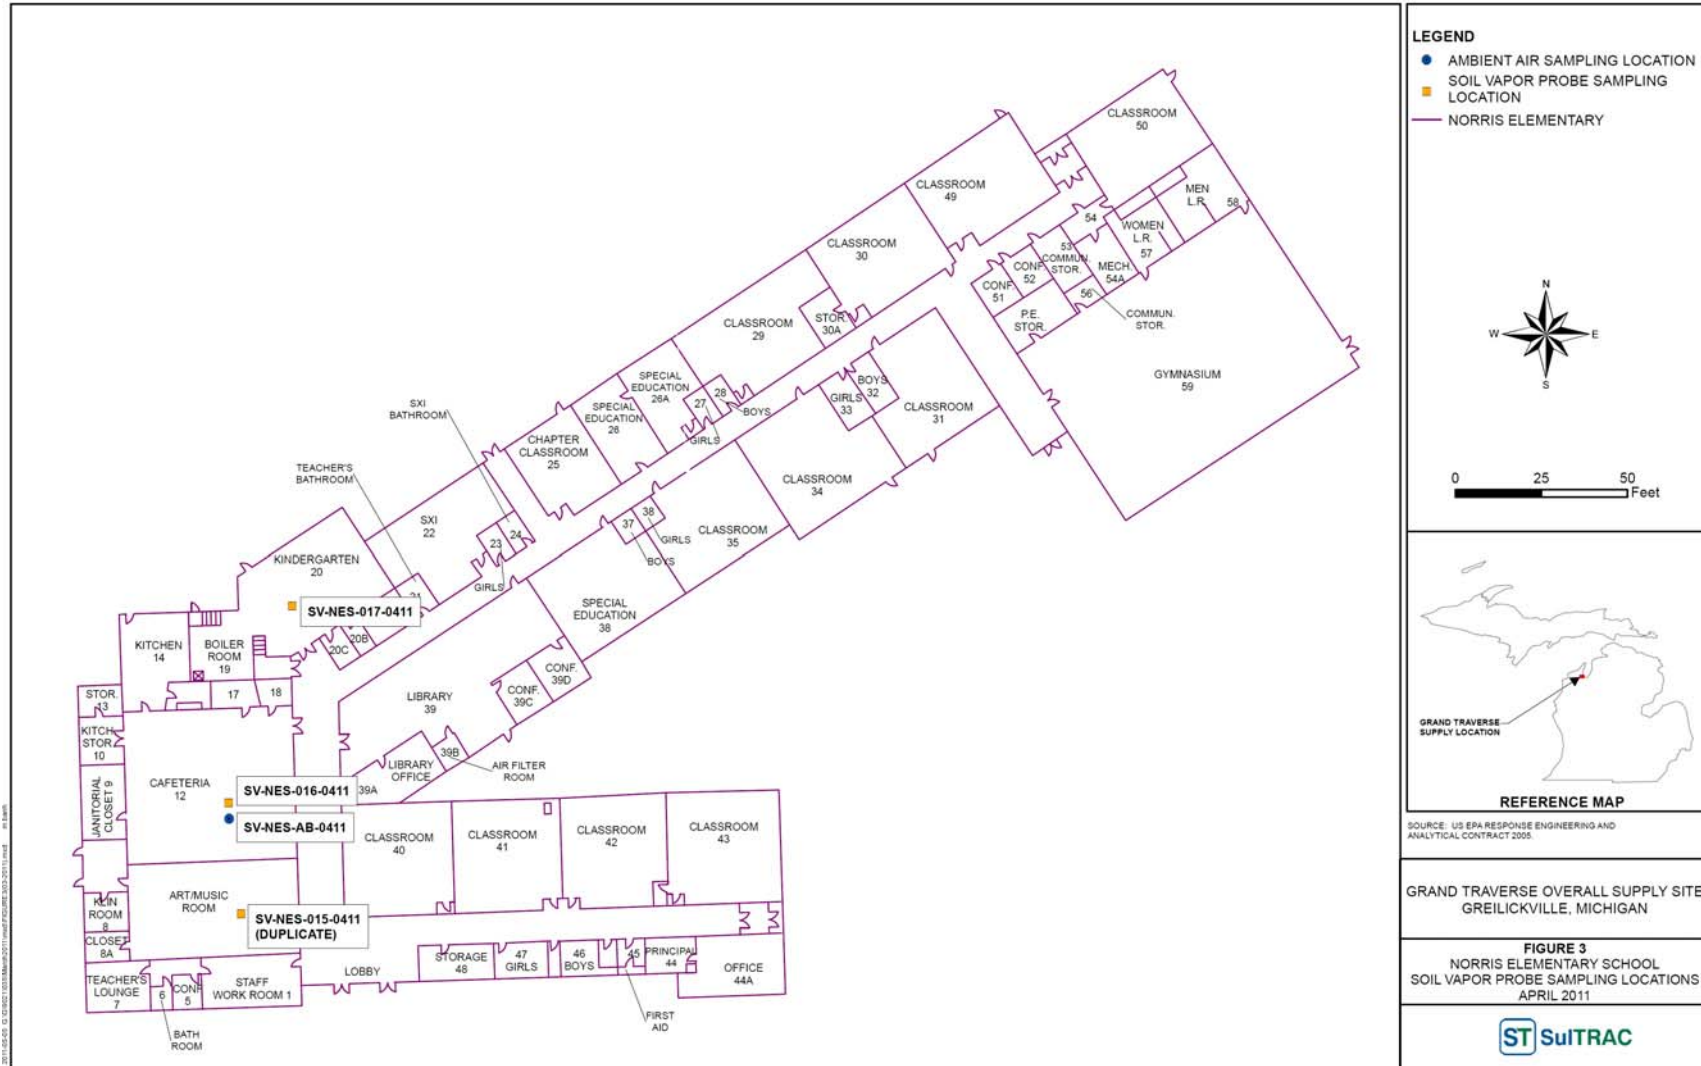 LEGEND
AMBIENT AIR SAMPLING LOCATION
SOIL VAPOR PROBE SAMPLING
LOCATION
NORRIS ELEMENTARY
N
W
E
S
0
25
50
Feet
GRAND TRAVERSE
SUPPLY LOCATION
REFERENCE MAP
SOURCE: US EPA RESPONSE ENGINEERING AND
ANALYTICAL CONTRACT 2005.
GRAND TRAVERSE OVERALL SUPPLY SITE
GREILICKVILLE, MICHIGAN
FIGURE 3
NORRIS ELEMENTARY SCHOOL
SOIL VAPOR PROBE SAMPLING LOCATIONS
APRIL 2011
ST SulTRAC
CLASSROOM
50
CLASSROOM
49
MEN
L.R.
58
54
WOMEN
L.R.
57
CLASSROOM
30
53
COMMUN.
STOR.
CONF.
52
MECH.
54A
CONF.
51
56
COMMUN.
STOR.
P.E.
STOR.
GYMNASIUM
59
CLASSROOM
29
STOR.
30A
SPECIAL
EDUCATION
26A
28
BOYS
27
GIRLS
SPECIAL
EDUCATION
26
BOYS
32
GIRLS
33
CLASSROOM
31
SXI
BATHROOM
CHAPTER
CLASSROOM
25
CLASSROOM
34
TEACHER'S
BATHROOM
SXI
22
24
23
GIRLS
37
38
GIRLS
BOYS
CLASSROOM
35
KINDERGARTEN
20
21
SV-NES-017-0411
20B
20C
SPECIAL
EDUCATION
38
KITCHEN
14
BOILER
ROOM
19
17
18
STOR.
13
KITCH.
STOR.
10
LIBRARY
39
CONF.
39D
CONF.
39C
39B
AIR FILTER
ROOM
LIBRARY
OFFICE
39A
JANITORIAL
CLOSET 9
CAFETERIA
12
SV-NES-016-0411
SV-NES-AB-0411
CLASSROOM
40
CLASSROOM
41
CLASSROOM
42
CLASSROOM
43
ART/MUSIC
ROOM
SV-NES-015-0411
(DUPLICATE)
KLIN
ROOM
8
CLOSET
8A
TEACHER'S
LOUNGE
7
6
CONF
5
STAFF
WORK ROOM 1
BATH
ROOM
LOBBY
STORAGE
48
47
GIRLS
46
BOYS
45
PRINCIPAL
44
OFFICE
44A
FIRST
AID